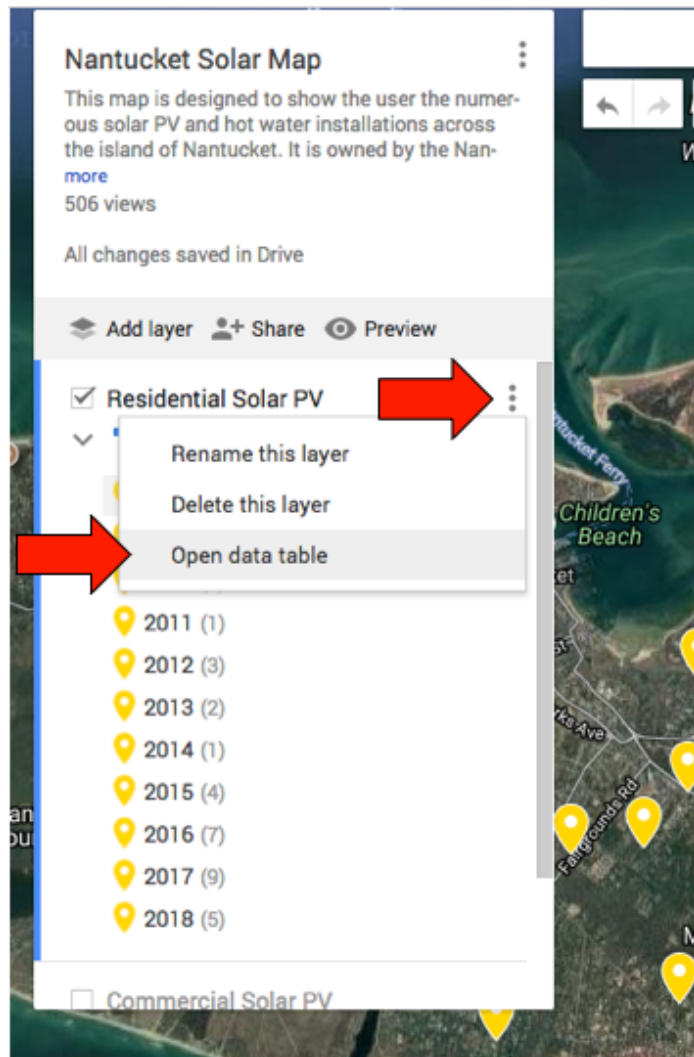 Nantucket Solar Map
This map is designed to show the user the numer-
ous solar PV and hot water installations across
the island of Nantucket. It is owned by the Nan-
more
506 views
All changes saved in Drive
Add layer
Share
Preview
Residential Solar PV
Rename this layer
Delete this layer
Open data table
2011 (1)
2012 (3)
2013 (2)
2014 (1)
2015 (4)
2016 (7)
2017 (9)
2018 (5)
Commercial Solar PV
Ferry
Children's
Beach
Fairgrounds Rd
Ave